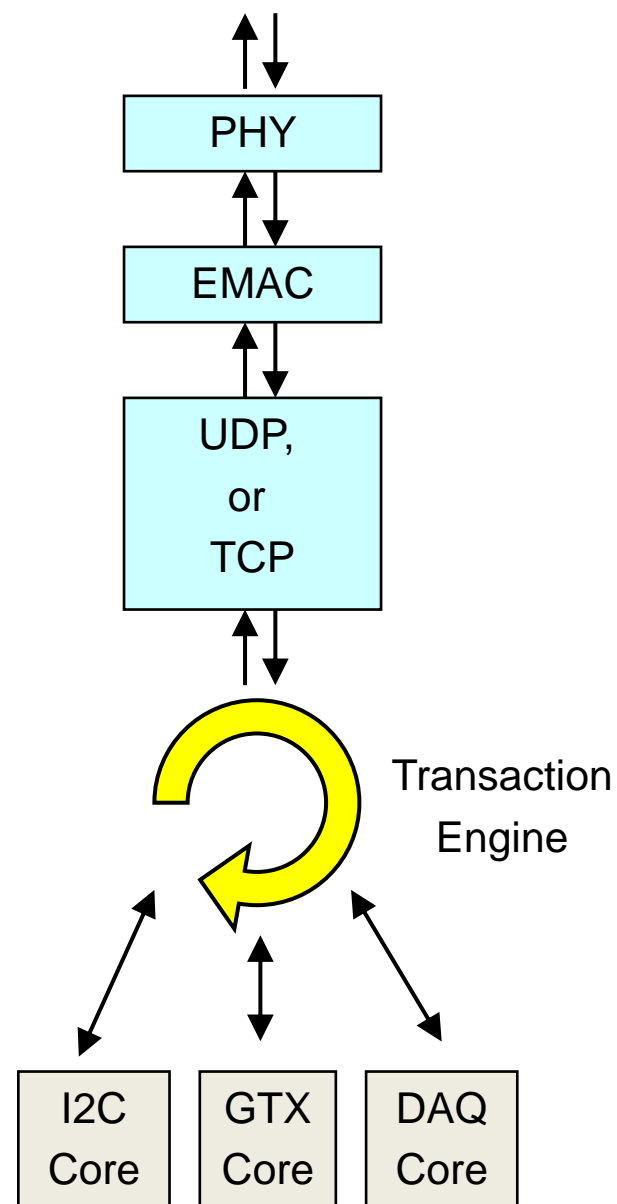 PHY
EMAC
UDP,
or
TCP
Transaction
Engine
I2C
Core
GTX
Core
DAQ
Core